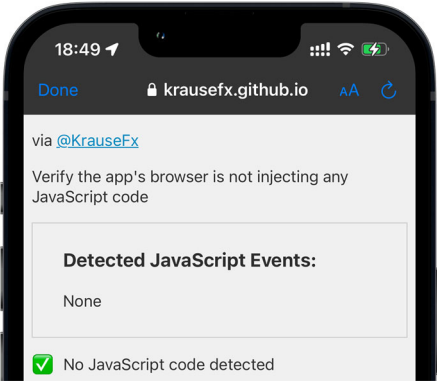 18:49
Done krausefx.github.io AA
via @KrauseFx
Verify the app's browser is not injecting any
JavaScript code
Detected JavaScript Events:
None
No JavaScript code detected